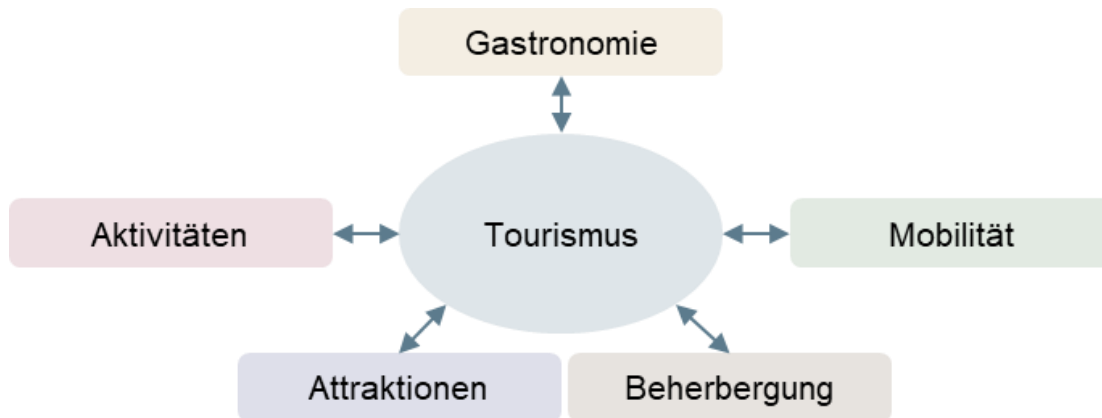 Gastronomie
Aktivitäten
Tourismus
Mobilität
Attraktionen
Beherbergung